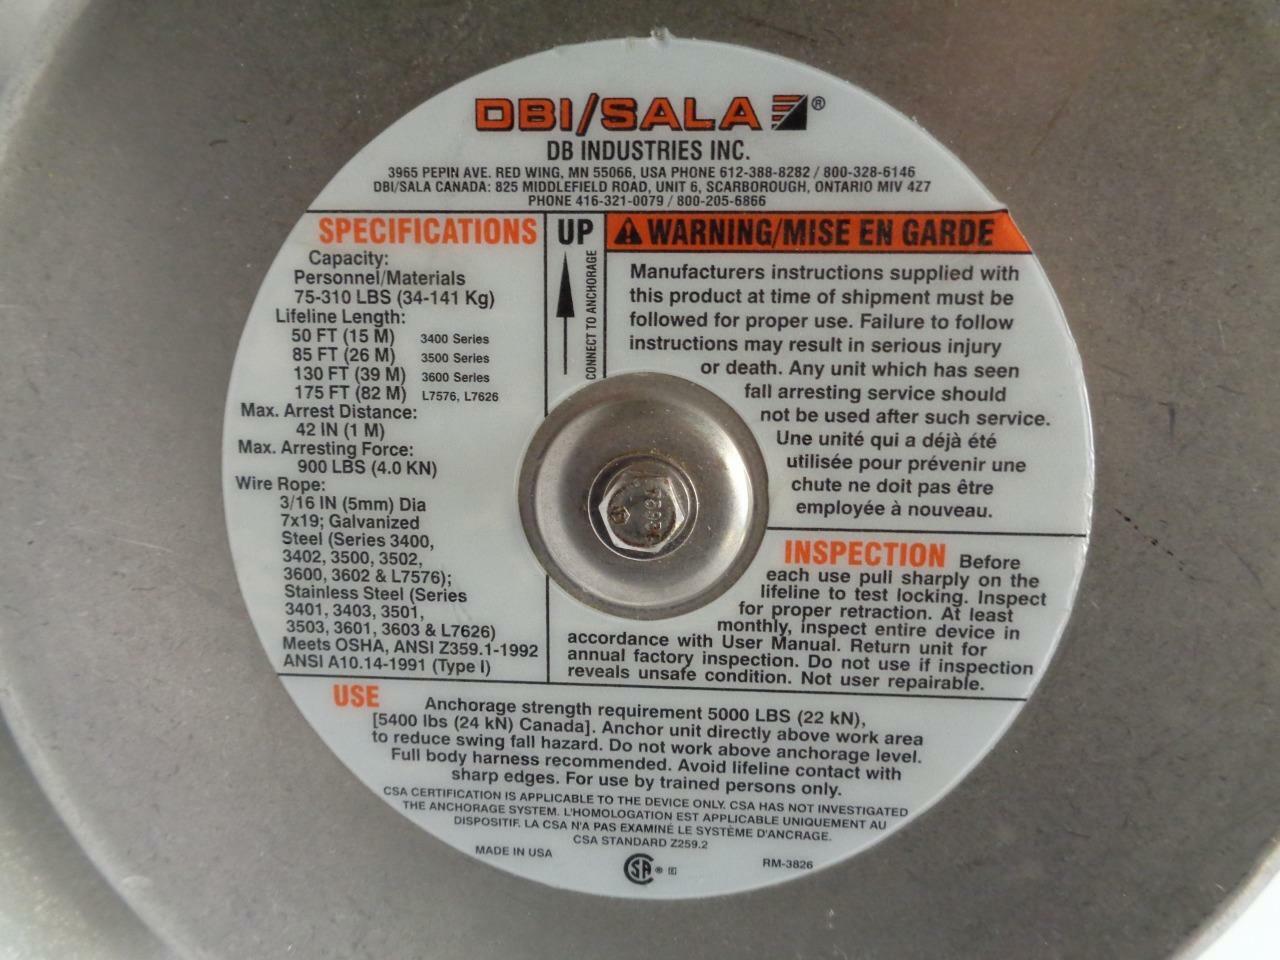 DBI/SALA ®
DB INDUSTRIES INC.
3965 PEPIN AVE. RED WING, MN 55066, USA PHONE 612-388-8282 / 800-328-6146
DBI/SALA CANADA: 825 MIDDLEFIELD ROAD, UNIT 6, SCARBOROUGH, ONTARIO MIV 4Z7
PHONE 416-321-0079 / 800-205-6866
SPECIFICATIONS
Capacity:
Personnel/Materials
75-310 LBS (34-141 Kg)
Lifeline Length:
50 FT (15 M) 3400 Series
85 FT (26 M) 3500 Series
130 FT (39 M) 3600 Series
175 FT (82 M) L7576, L7626
Max. Arrest Distance:
42 IN (1 M)
Max. Arresting Force:
900 LBS (4.0 KN)
Wire Rope:
3/16 IN (5mm) Dia
7x19; Galvanized
Steel (Series 3400,
3402, 3500, 3502,
3600, 3602 & L7576);
Stainless Steel (Series
3401, 3403, 3501,
3503, 3601, 3603 & L7626)
Meets OSHA, ANSI Z359.1-1992
ANSI A10.14-1991 (Type I)
UP
CONNECT TO ANCHORAGE
WARNING/MISE EN GARDE
Manufacturers instructions supplied with
this product at time of shipment must be
followed for proper use. Failure to follow
instructions may result in serious injury
or death. Any unit which has seen
fall arresting service should
not be used after such service.
Une unité qui a déjà été
utilisée pour prévenir une
chute ne doit pas être
employée à nouveau.
INSPECTION Before
each use pull sharply on the
lifeline to test locking. Inspect
for proper retraction. At least
monthly, inspect entire device in
accordance with User Manual. Return unit for
annual factory inspection. Do not use if inspection
reveals unsafe condition. Not user repairable.
USE Anchorage strength requirement 5000 LBS (22 kN),
[5400 lbs (24 kN) Canada]. Anchor unit directly above work area
to reduce swing fall hazard. Do not work above anchorage level.
Full body harness recommended. Avoid lifeline contact with
sharp edges. For use by trained persons only.
CSA CERTIFICATION IS APPLICABLE TO THE DEVICE ONLY. CSA HAS NOT INVESTIGATED
THE ANCHORAGE SYSTEM. L'HOMOLOGATION EST APPLICABLE UNIQUEMENT AU
DISPOSITIF. LA CSA N'A PAS EXAMINÉ LE SYSTÈME D'ANCRAGE.
CSA STANDARD Z259.2
MADE IN USA
SA ®
RM-3826